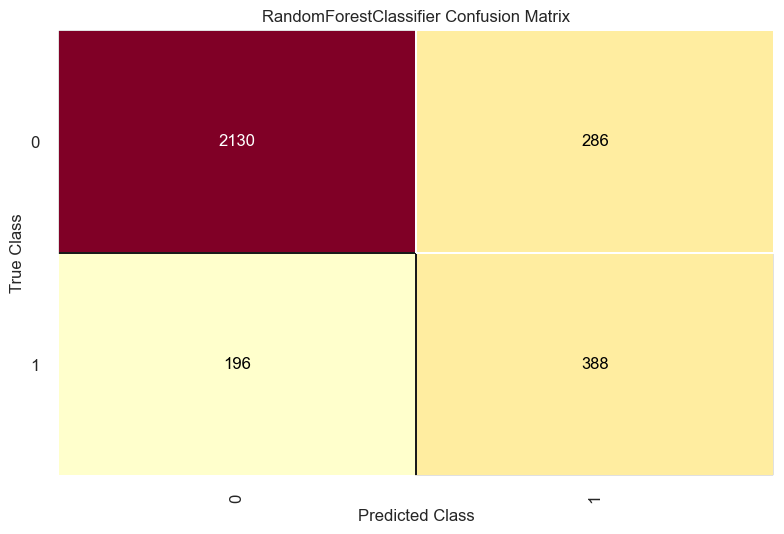 RandomForestClassifier Confusion Matrix
True Class
0
2130
286
1
196
388
0
1
Predicted Class